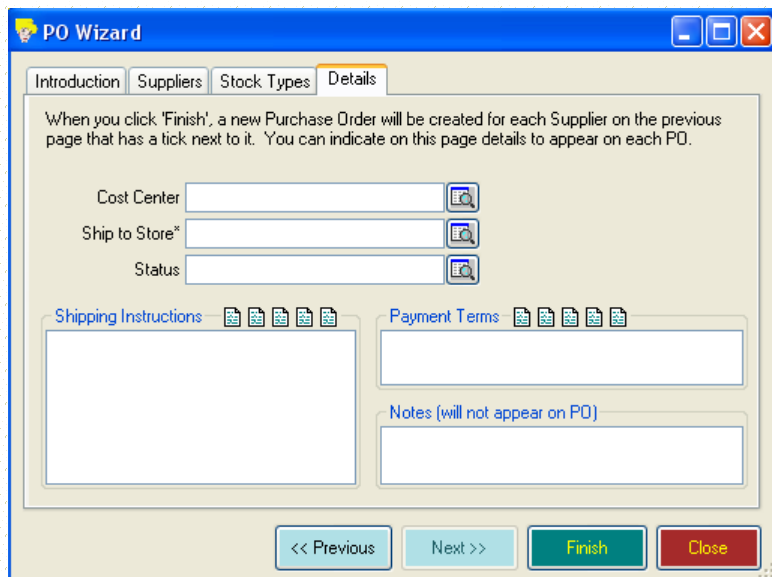 PO Wizard
Introduction
Suppliers
Stock Types
Details
When you click 'Finish', a new Purchase Order will be created for each Supplier on the previous
page that has a tick next to it. You can indicate on this page details to appear on each PO.
Cost Center
Ship to Store*
Status
Shipping Instructions
Payment Terms
Notes (will not appear on PO)
<< Previous
Next >>
Finish
Close